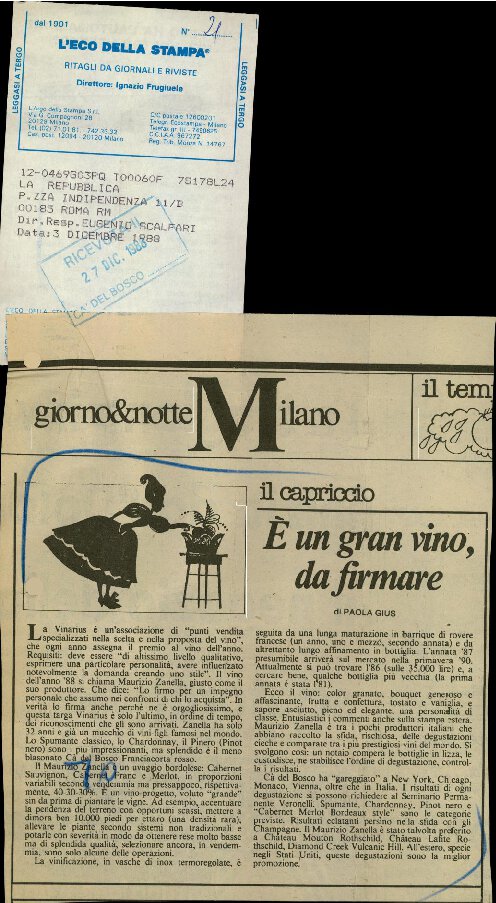 dal 1901
N° 21
L'ECO DELLA STAMPA®
RITAGLI DA GIORNALI E RIVISTE
Direttore: Ignazio Frugiuele
LEGGASI A TERGO
LEGGASI A TERGO
L'Argo della Stampa S.r.l.
Via G. Compagnoni 28
20129 Milano
20120 Milano
LA REPUBBLICA
P.ZZA INDIPENDENZA 11/B
00185 ROMA RM
Dir.Resp.EUGENIO SCALFARI
Data:3 DICEMBRE 1988
RICEVUTO IL
27 DIC. 1988
CA' DEL BOSCO
giorno&notte Milano
il tem
il capriccio
È un gran vino,
da firmare
di PAOLA GIUS
La Vinarius è un'associazione di "punti vendita
specializzati nella scelta e nella proposta del vino",
che ogni anno assegna il premio al vino dell'anno.
Requisiti: deve essere "di altissimo livello qualitativo,
esprimere una particolare personalità, avere influenzato
notevolmente la domanda creando uno stile". Il vino
dell'anno '88 si chiama Maurizio Zanella, giusto come il
suo produttore. Che dice: "Lo firmo per un impegno
personale che assumo nei confronti di chi lo acquista". In
verità lo firma anche perché ne è orgogliosissimo, e
questa targa Vinarius è solo l'ultimo, in ordine di tempo,
dei riconoscimenti che gli sono arrivati. Zanella ha solo
32 anni e già un mucchio di vini figli famosi nel mondo.
Lo Spumante classico, lo Chardonnay, il Pinero (Pinot
nero) sono i più impressionanti, ma splendido è il meno
blasonato Ca' del Bosco Franciacorta rosso.
Il Maurizio Zanella è un uvaggio bordolese: Cabernet
Sauvignon, Cabernet Franc e Merlot, in proporzioni
variabili secondo vendemmia ma pressappoco, rispettiva-
mente, 40 30 30%. È un vino progetto, voluto "grande"
sin da prima di piantare le vigne. Ad esempio, accentuare
la pendenza del terreno con opportuni scassi, mettere a
dimora ben 10.000 piedi per ettaro (una densità rara),
allevare le piante secondo sistemi non tradizionali e
potarle con severità in modo da ottenere rese molto basse
ma di splendida qualità, selezionare ancora, in vendem-
mia, sono solo alcune delle operazioni.
La vinificazione, in vasche di inox termoregolate, è
seguita da una lunga maturazione in barrique di rovere
francese (un anno, une e mezzo, secondo annata) e da
altrettanto lungo affinamento in bottiglia. L'annata '87
presumibile arriverà sul mercato nella primavera '90.
Attualmente si può trovare l'86 (sulle 35.000 lire) e, a
cercare bene, qualche bottiglia più vecchia (la prima
annata è stata l'81).
Ecco il vino: color granato, bouquet generoso e
affascinante, frutta e confettura, tostato e vaniglia, e
sapore asciutto, pieno ed elegante, una personalità di
classe. Entusiastici i commenti anche sulla stampa estera.
Maurizio Zanella è tra i pochi produttori italiani che
abbiano raccolto la sfida, rischiosa, delle degustazioni
cieche e comparate tra i più prestigiosi vini del mondo. Si
svolgono così: un notaio compera le bottiglie in lizza, le
custodisce, ne stabilisce l'ordine di degustazione, control-
la i risultati.
Cà del Bosco ha "gareggiato" a New York, Chicago,
Monaco, Vienna, oltre che in Italia. I risultati di ogni
degustazione si possono richiedere al Seminario Perma-
nente Veronelli. Spumante, Chardonney, Pinot nero e
"Cabernet Merlot Bordeaux style" sono le categorie
previste. Risultati eclatanti persino nella sfida con gli
Champagne. Il Maurizio Zanella è stato talvolta preferito
a Château Mouton Rothschild, Château Lafite Ro-
thschild, Diamond Creek Vulcanic Hill. All'estero, specie
negli Stati Uniti, queste degustazioni sono la miglior
promozione.